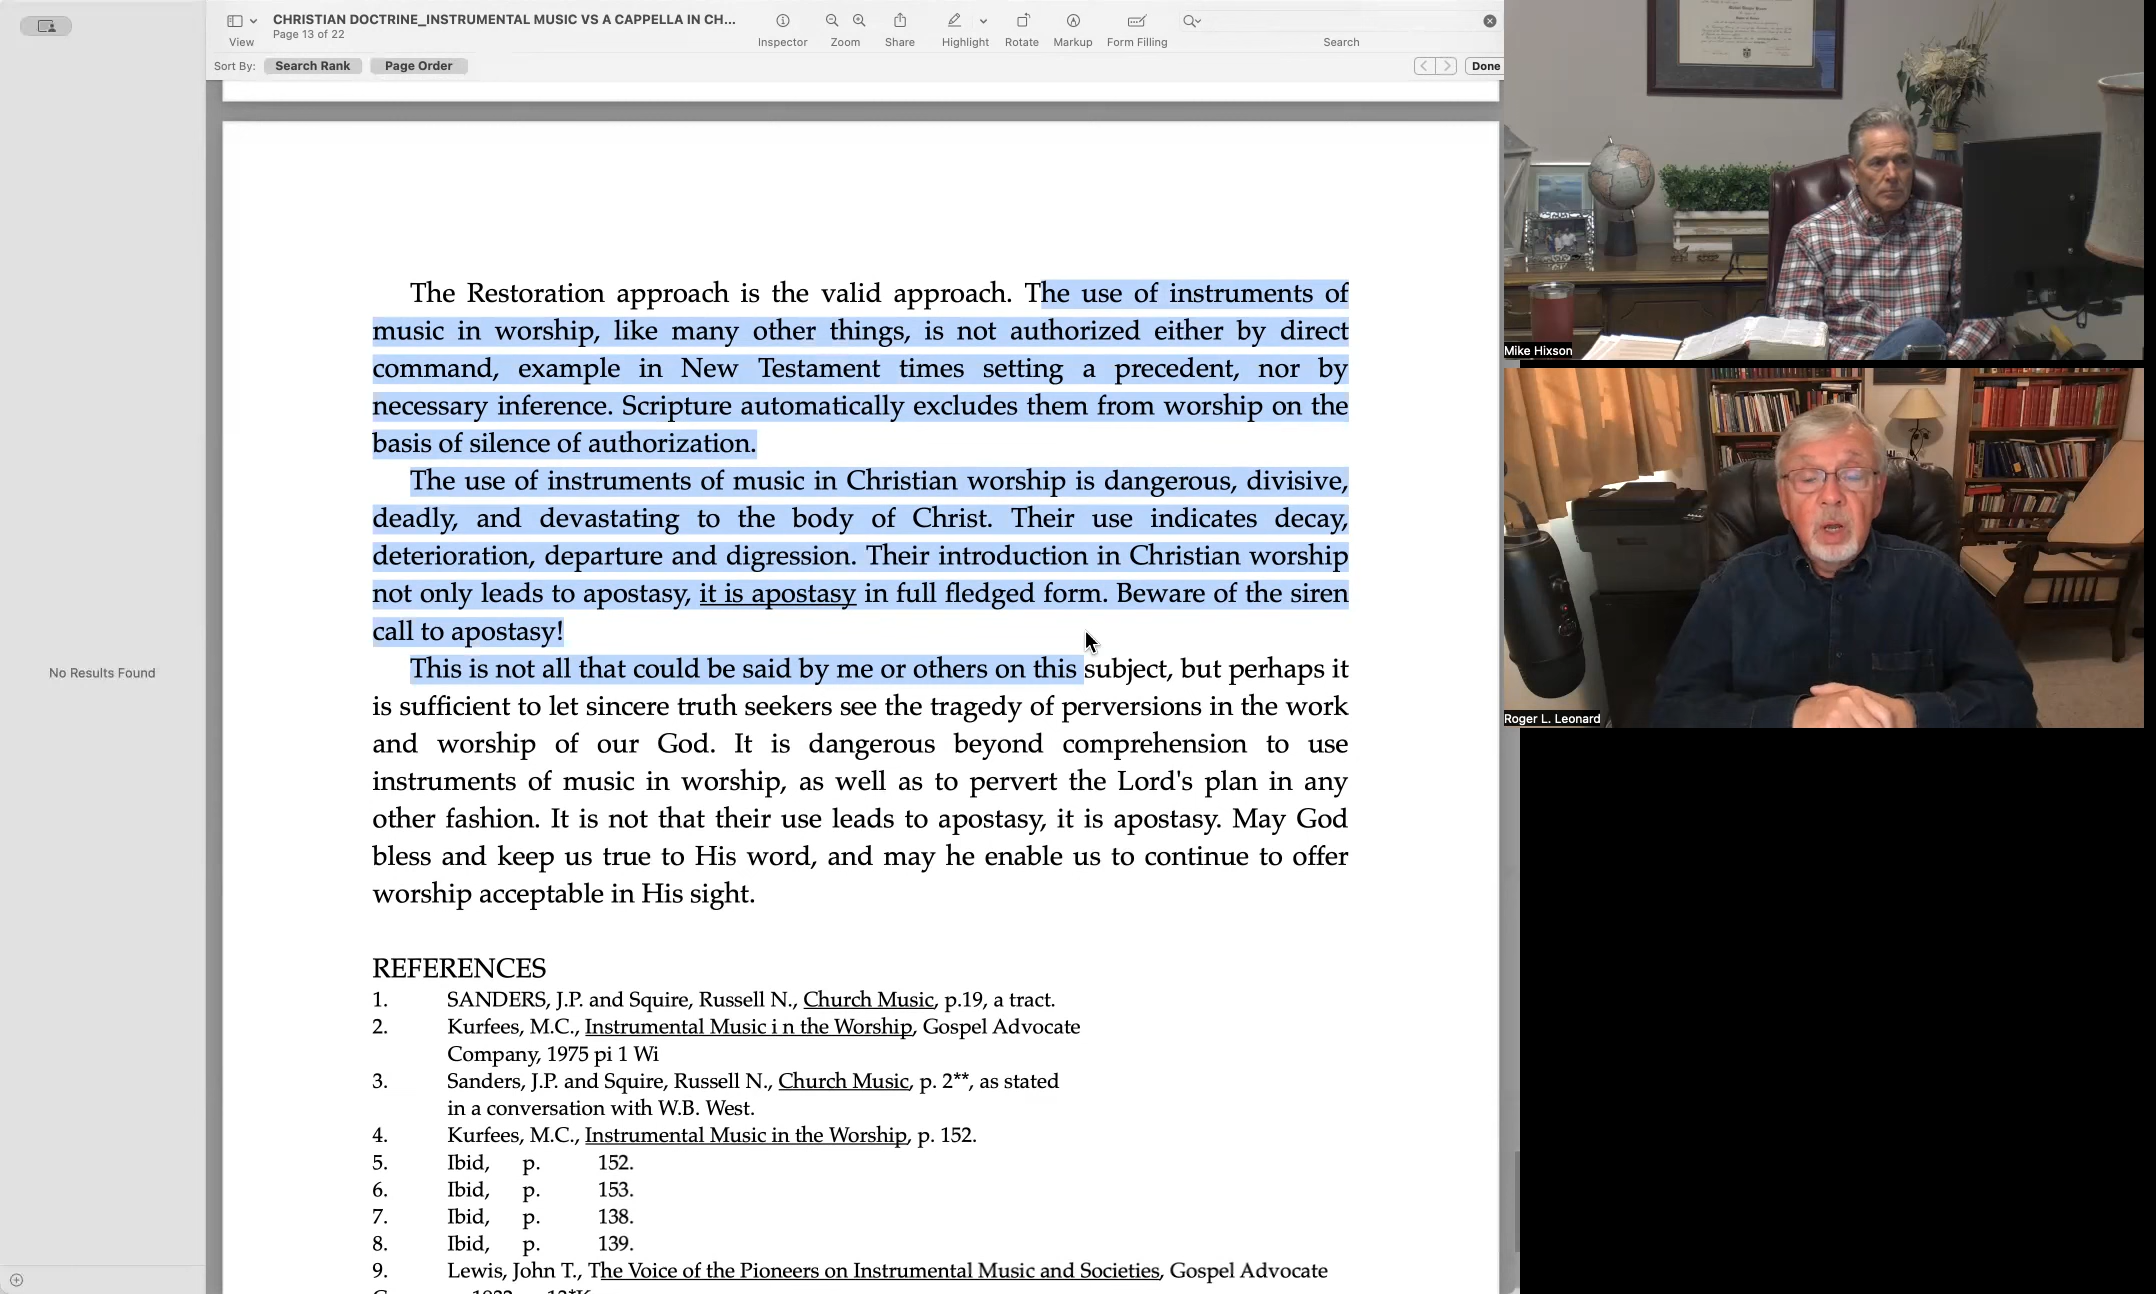 CHRISTIAN DOCTRINE_INSTRUMENTAL MUSIC VS A CAPPELLA IN CH...
Page 13 of 22
View
Inspector
Zoom
Share
Highlight
Rotate
Markup
Form Filling
Search
Sort By:
Search Rank
Page Order
Done
No Results Found
The Restoration approach is the valid approach. The use of instruments of
music in worship, like many other things, is not authorized either by direct
command, example in New Testament times setting a precedent, nor by
necessary inference. Scripture automatically excludes them from worship on the
basis of silence of authorization.
The use of instruments of music in Christian worship is dangerous, divisive,
deadly, and devastating to the body of Christ. Their use indicates decay,
deterioration, departure and digression. Their introduction in Christian worship
not only leads to apostasy, it is apostasy in full fledged form. Beware of the siren
call to apostasy!
This is not all that could be said by me or others on this subject, but perhaps it
is sufficient to let sincere truth seekers see the tragedy of perversions in the work
and worship of our God. It is dangerous beyond comprehension to use
instruments of music in worship, as well as to pervert the Lord's plan in any
other fashion. It is not that their use leads to apostasy, it is apostasy. May God
bless and keep us true to His word, and may he enable us to continue to offer
worship acceptable in His sight.
REFERENCES
1. SANDERS, J.P. and Squire, Russell N., Church Music, p.19, a tract.
2. Kurfees, M.C., Instrumental Music i n the Worship, Gospel Advocate
Company, 1975 pi 1 Wi
3. Sanders, J.P. and Squire, Russell N., Church Music, p. 2**, as stated
in a conversation with W.B. West.
4. Kurfees, M.C., Instrumental Music in the Worship, p. 152.
5. Ibid, p. 152.
6. Ibid, p. 153.
7. Ibid, p. 138.
8. Ibid, p. 139.
9. Lewis, John T., The Voice of the Pioneers on Instrumental Music and Societies, Gospel Advocate
Mike Hixson
Roger L. Leonard